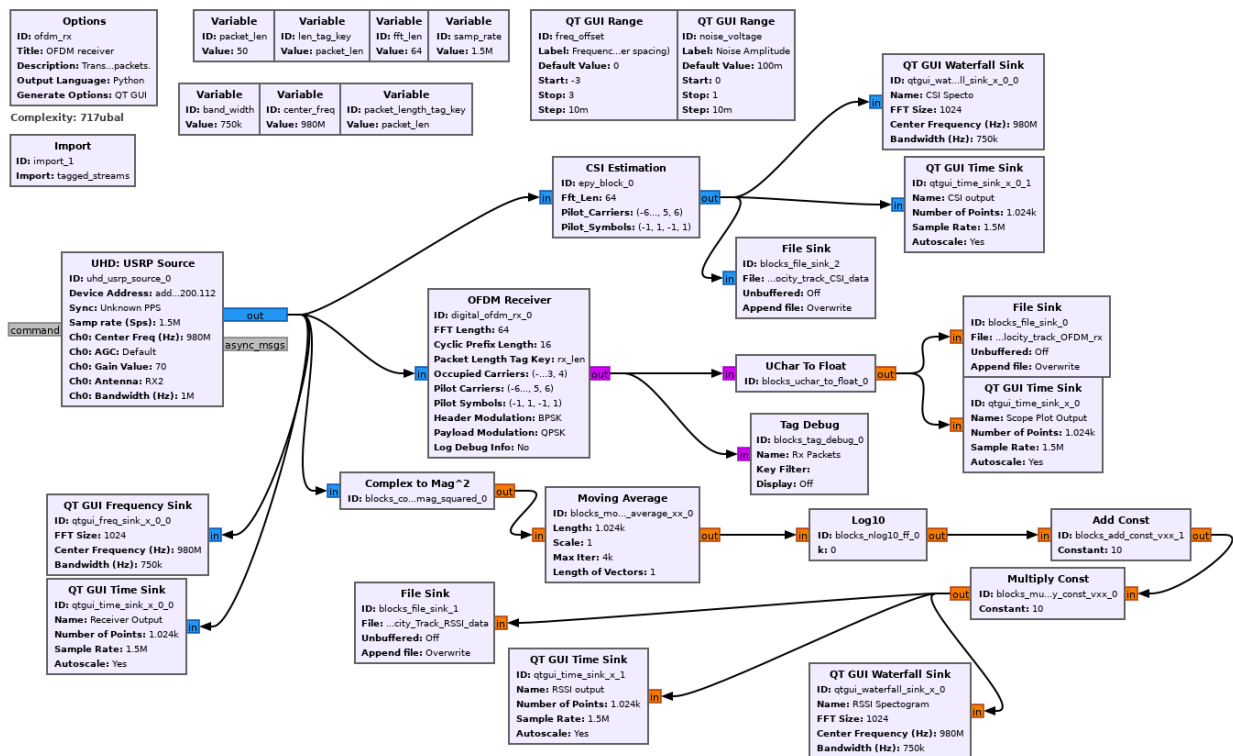 Options
ID: ofdm_rx
Title: OFDM receiver
Description: Trans...packets.
Output Language: Python
Generate Options: QT GUI
Complexity: 717ubal
Import
ID: import_1
Import: tagged_streams
Variable
ID: packet_len
Value: 50
Variable
ID: len_tag_key
Value: packet_len
Variable
ID: fft_len
Value: 64
Variable
ID: samp_rate
Value: 1.5M
Variable
ID: band_width
Value: 750k
Variable
ID: center_freq
Value: 980M
Variable
ID: packet_length_tag_key
Value: packet_len
QT GUI Range
ID: freq_offset
Label: Frequenc...er spacing)
Default Value: 0
Start: -3
Stop: 3
Step: 10m
QT GUI Range
ID: noise_voltage
Label: Noise Amplitude
Default Value: 100m
Start: 0
Stop: 1
Step: 10m
QT GUI Waterfall Sink
ID: qtgui_wat...ll_sink_x_0_0
Name: CSI Specto
FFT Size: 1024
Center Frequency (Hz): 980M
Bandwidth (Hz): 750k
in
CSI Estimation
ID: epy_block_0
Fft_Len: 64
Pilot_Carriers: (-6..., 5, 6)
Pilot_Symbols: (-1, 1, -1, 1)
in
out
QT GUI Time Sink
ID: qtgui_time_sink_x_0_1
Name: CSI output
Number of Points: 1.024k
Sample Rate: 1.5M
Autoscale: Yes
in
File Sink
ID: blocks_file_sink_2
File: ...ocity_track_CSI_data
Unbuffered: Off
Append file: Overwrite
in
UHD: USRP Source
ID: uhd_usrp_source_0
Device Address: add...200.112
Sync: Unknown PPS
Samp rate (Sps): 1.5M
Ch0: Center Freq (Hz): 980M
Ch0: AGC: Default
Ch0: Gain Value: 70
Ch0: Antenna: RX2
Ch0: Bandwidth (Hz): 1M
command
out
async_msgs
OFDM Receiver
ID: digital_ofdm_rx_0
FFT Length: 64
Cyclic Prefix Length: 16
Packet Length Tag Key: rx_len
Occupied Carriers: (-...3, 4)
Pilot Carriers: (-6..., 5, 6)
Pilot Symbols: (-1, 1, -1, 1)
Header Modulation: BPSK
Payload Modulation: QPSK
Log Debug Info: No
in
out
UChar To Float
ID: blocks_uchar_to_float_0
in
out
File Sink
ID: blocks_file_sink_0
File: ...locity_track_OFDM_rx
Unbuffered: Off
Append file: Overwrite
in
QT GUI Time Sink
ID: qtgui_time_sink_x_0
Name: Scope Plot Output
Number of Points: 1.024k
Sample Rate: 1.5M
Autoscale: Yes
in
Tag Debug
ID: blocks_tag_debug_0
Name: Rx Packets
Key Filter:
Display: Off
in
Complex to Mag^2
ID: blocks_co...mag_squared_0
in
out
Moving Average
ID: blocks_mo..._average_xx_0
Length: 1.024k
Scale: 1
Max Iter: 4k
Length of Vectors: 1
in
out
Log10
ID: blocks_nlog10_ff_0
k: 0
in
out
Add Const
ID: blocks_add_const_vxx_1
Constant: 10
in
out
Multiply Const
ID: blocks_mu...y_const_vxx_0
Constant: 10
out
in
QT GUI Frequency Sink
ID: qtgui_freq_sink_x_0_0
FFT Size: 1024
Center Frequency (Hz): 980M
Bandwidth (Hz): 750k
in
QT GUI Time Sink
ID: qtgui_time_sink_x_0_0
Name: Receiver Output
Number of Points: 1.024k
Sample Rate: 1.5M
Autoscale: Yes
in
File Sink
ID: blocks_file_sink_1
File: ...city_Track_RSSI_data
Unbuffered: Off
Append file: Overwrite
in
QT GUI Time Sink
ID: qtgui_time_sink_x_1
Name: RSSI output
Number of Points: 1.024k
Sample Rate: 1.5M
Autoscale: Yes
in
QT GUI Waterfall Sink
ID: qtgui_waterfall_sink_x_0
Name: RSSI Spectogram
FFT Size: 1024
Center Frequency (Hz): 980M
Bandwidth (Hz): 750k
in